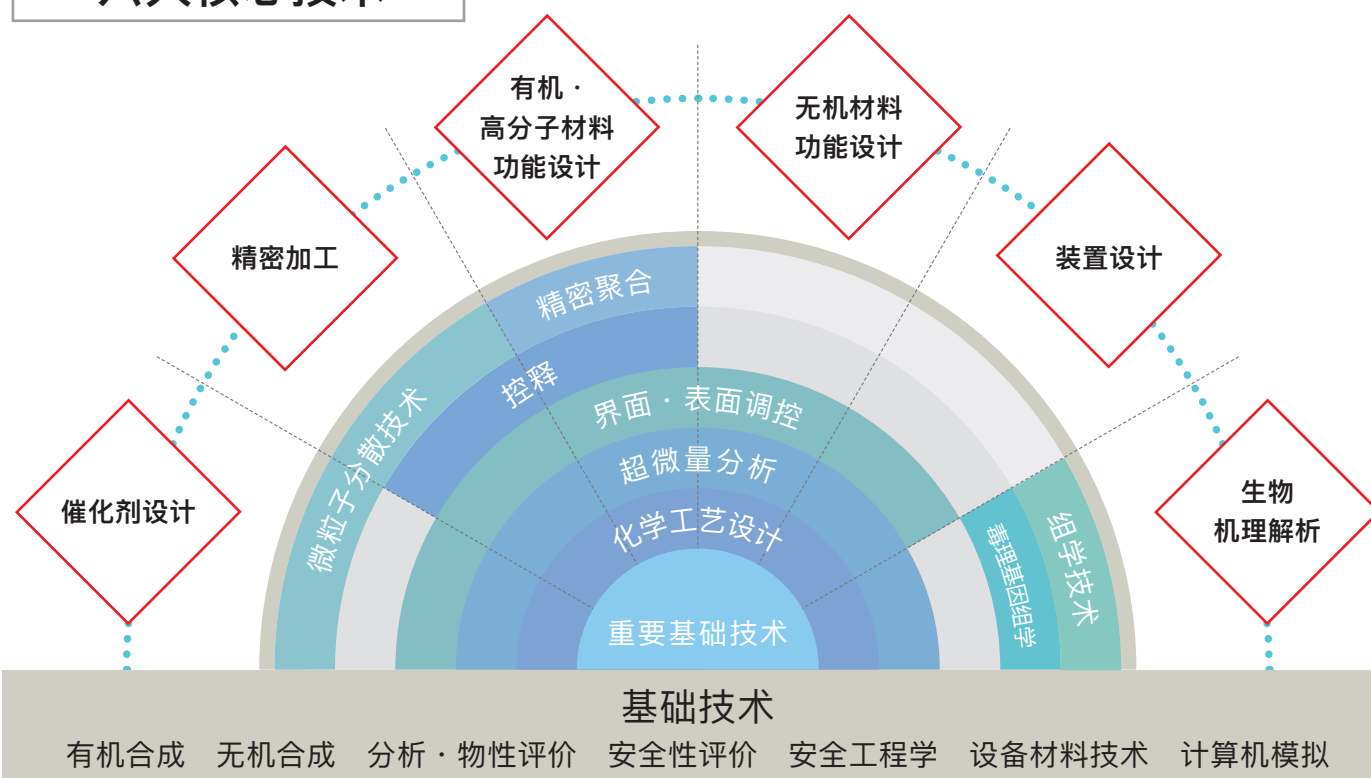 六大核心技术
有机·
高分子材料
功能设计
无机材料
功能设计
精密加工
装置设计
催化剂设计
生物
机理解析
精密聚合
控释
微粒子分散技术
界面·表面调控
超微量分析
化学工艺设计
毒理基因组学
组学技术
重要基础技术
基础技术
有机合成 无机合成 分析·物性评价 安全性评价 安全工程学 设备材料技术 计算机模拟